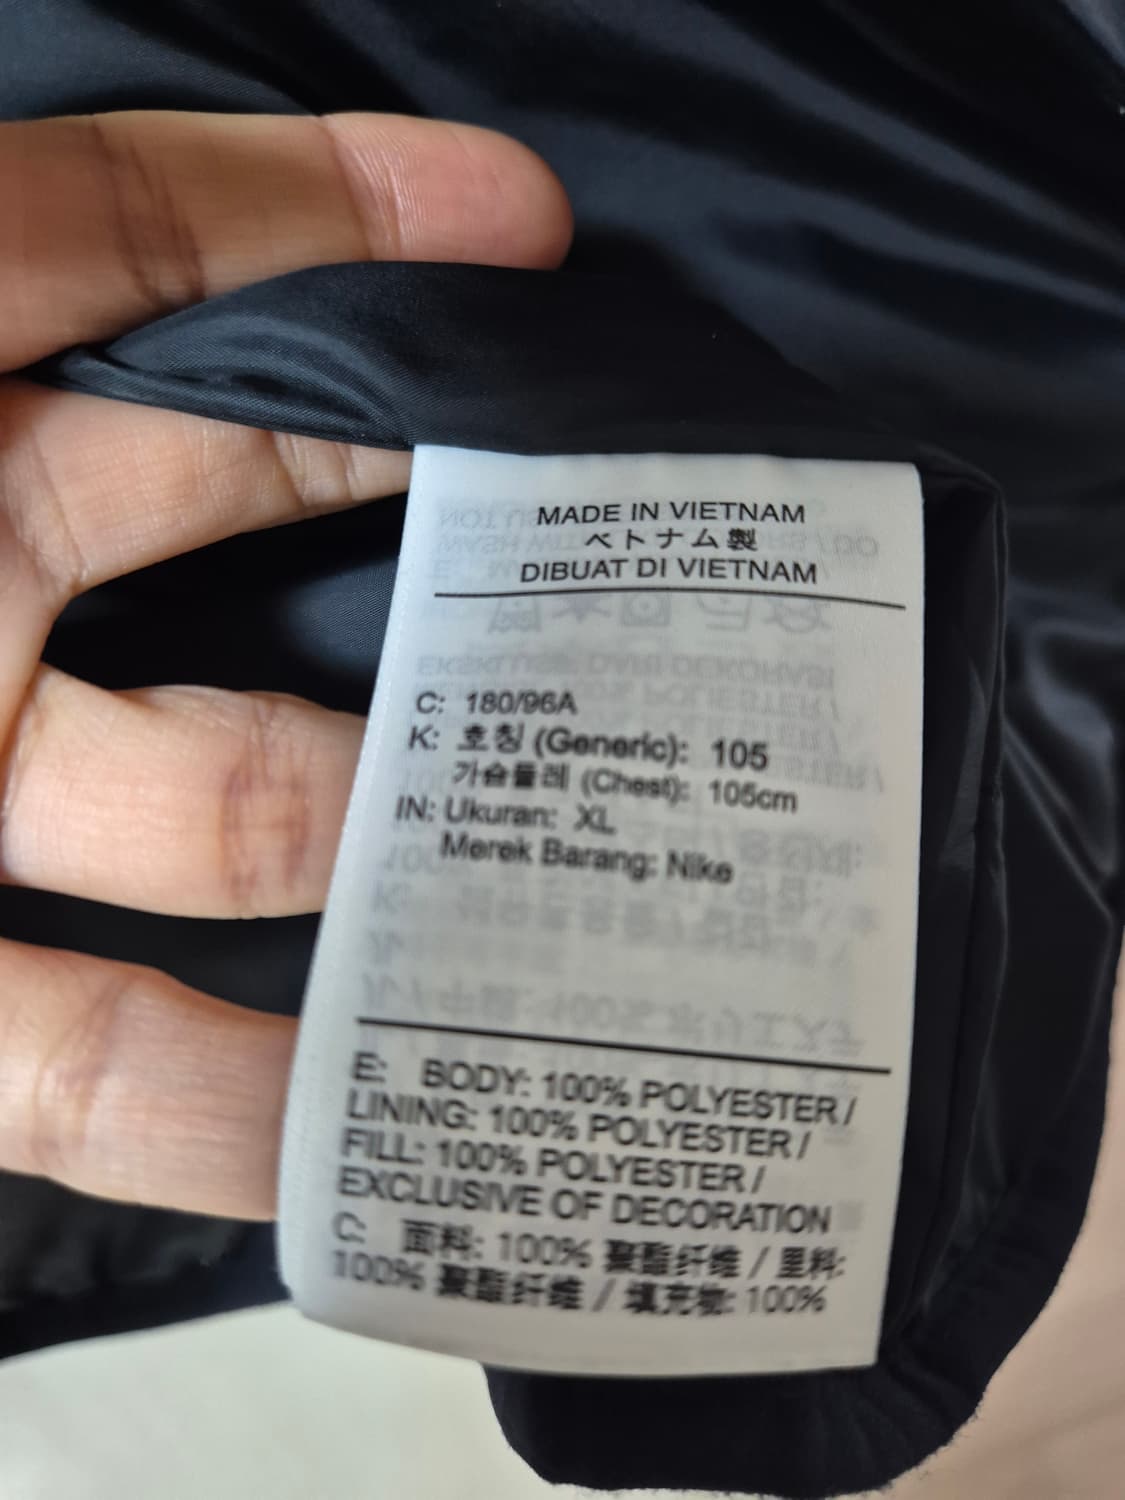 MADE IN VIETNAM
ベトナム製
DIBUAT DI VIETNAM
C: 180/96A
K: 호칭 (Generic): 105
가슴둘레 (Chest): 105cm
IN: Ukuran: XL
Merek Barang: Nike
E: BODY: 100% POLYESTER /
LINING: 100% POLYESTER /
FILL: 100% POLYESTER /
EXCLUSIVE OF DECORATION
C: 面料: 100% 聚酯纤维 / 里料:
100% 聚酯纤维 / 填充物: 100%